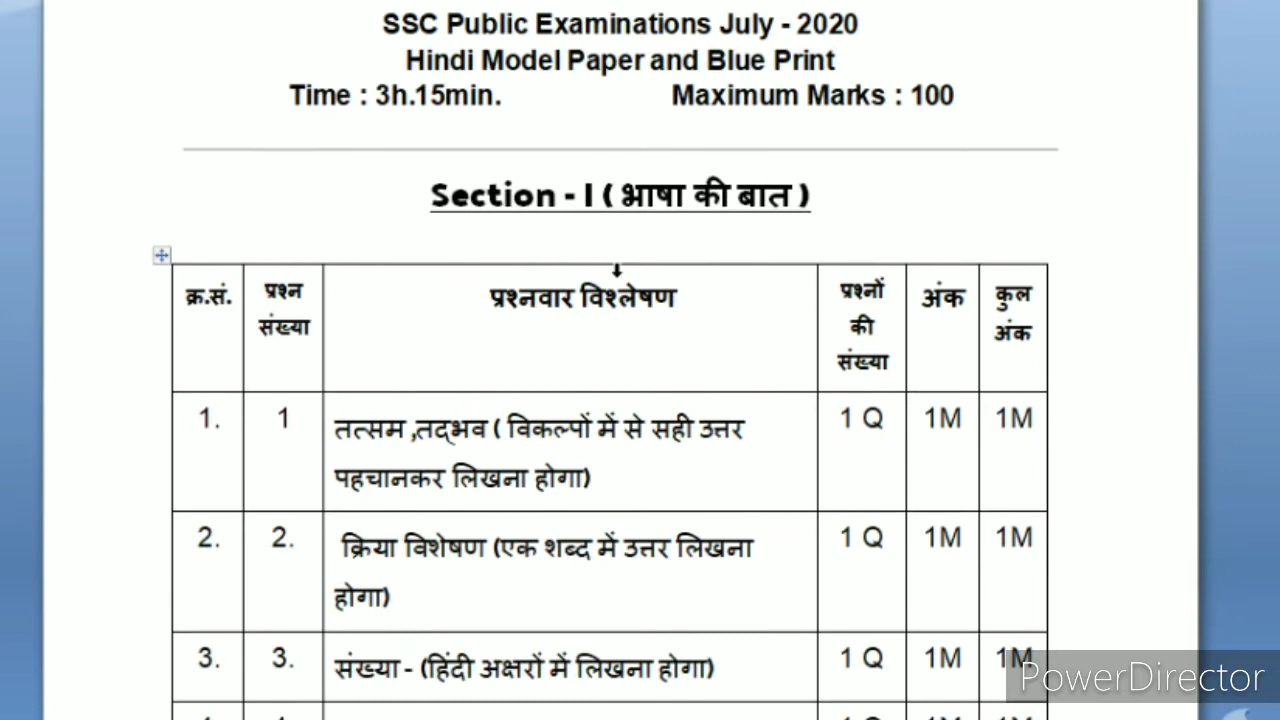 SSC Public Examinations July - 2020
Hindi Model Paper and Blue Print
Time : 3h.15min. Maximum Marks : 100
Section - I ( भाषा की बात )
क्र.सं. प्रश्न संख्या प्रश्नवार विश्लेषण प्रश्नों की संख्या अंक कुल अंक
1. 1 तत्सम ,तद्भव ( विकल्पों में से सही उत्तर 1 Q 1M 1M
पहचानकर लिखना होगा)
2. 2. क्रिया विशेषण (एक शब्द में उत्तर लिखना 1 Q 1M 1M
होगा)
3. 3. संख्या - (हिंदी अक्षरों में लिखना होगा) 1 Q 1M 1M
PowerDirector